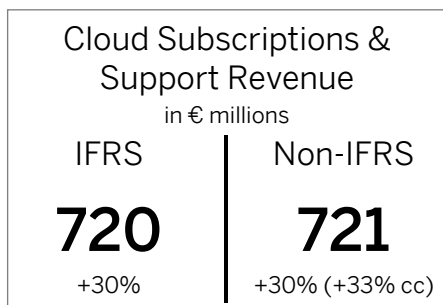 Cloud Subscriptions &
Support Revenue
in € millions
IFRS
Non-IFRS
720
721
+30%
+30% (+33% cc)